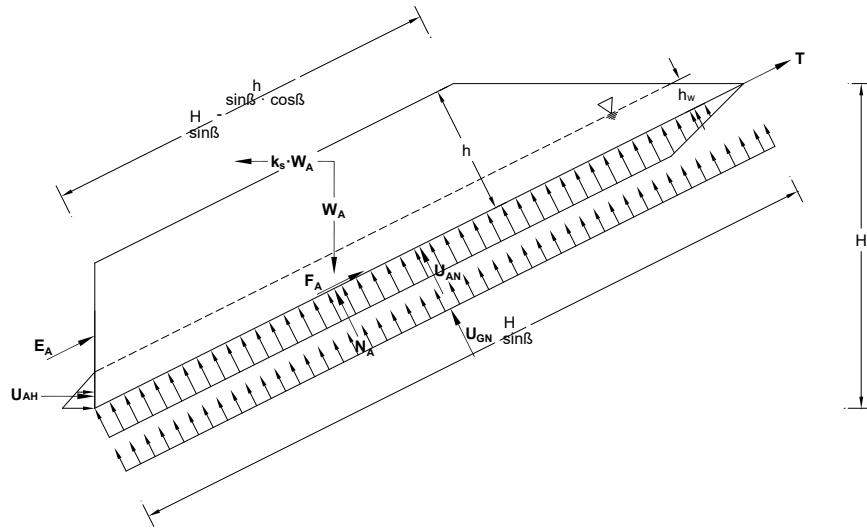 h
H - sinß · cosß
sinß
T
h_w
h
k_s·W_A
W_A
H
F_A
U_AN
E_A
N_A
U_GN
H
sinß
U_AH